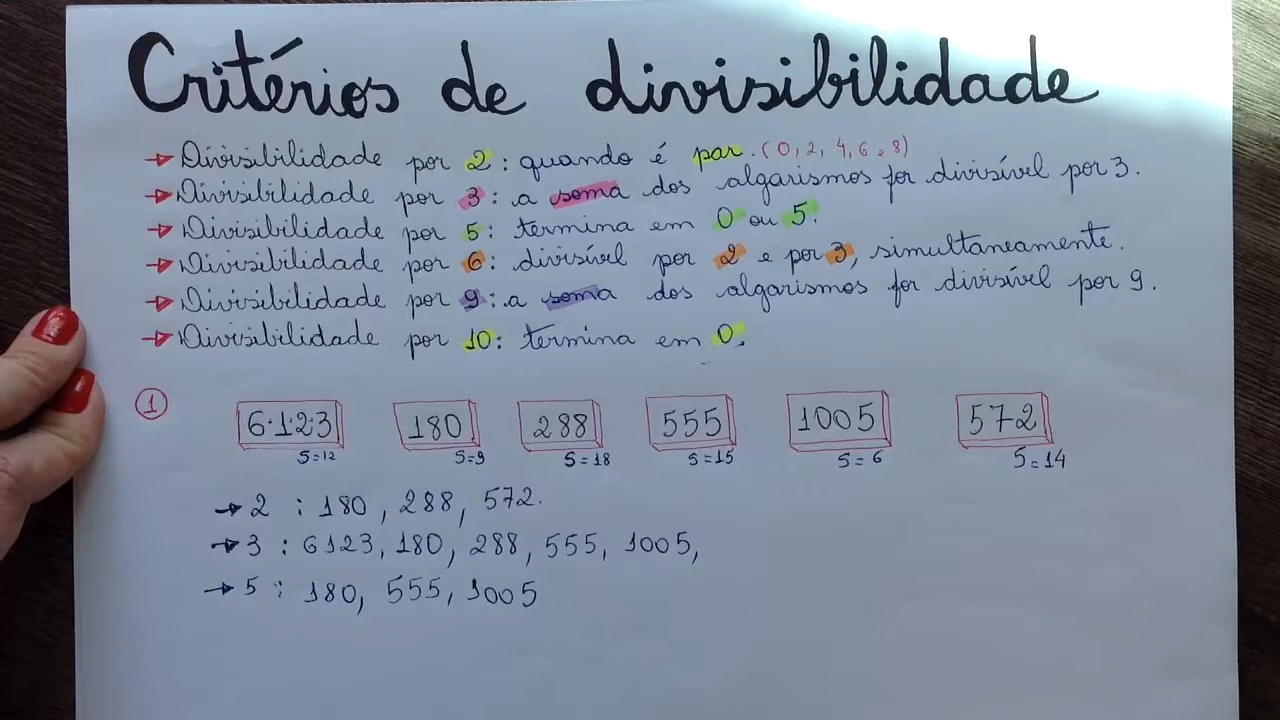 Critérios de divisibilidade
→ Divisibilidade por 2: quando é par. (0, 2, 4, 6 e 8)
→ Divisibilidade por 3: a soma dos algarismos for divisível por 3.
→ Divisibilidade por 5: termina em 0 ou 5.
→ Divisibilidade por 6: divisível por 2 e por 3, simultaneamente.
→ Divisibilidade por 9: a soma dos algarismos for divisível por 9.
→ Divisibilidade por 10: termina em 0.
1
6·1·2·3 180 288 555 1005 572
S=12 S=9 S=18 S=15 S=6 S=14
→ 2 : 180, 288, 572.
→ 3 : 6123, 180, 288, 555, 1005,
→ 5 : 180, 555, 1005